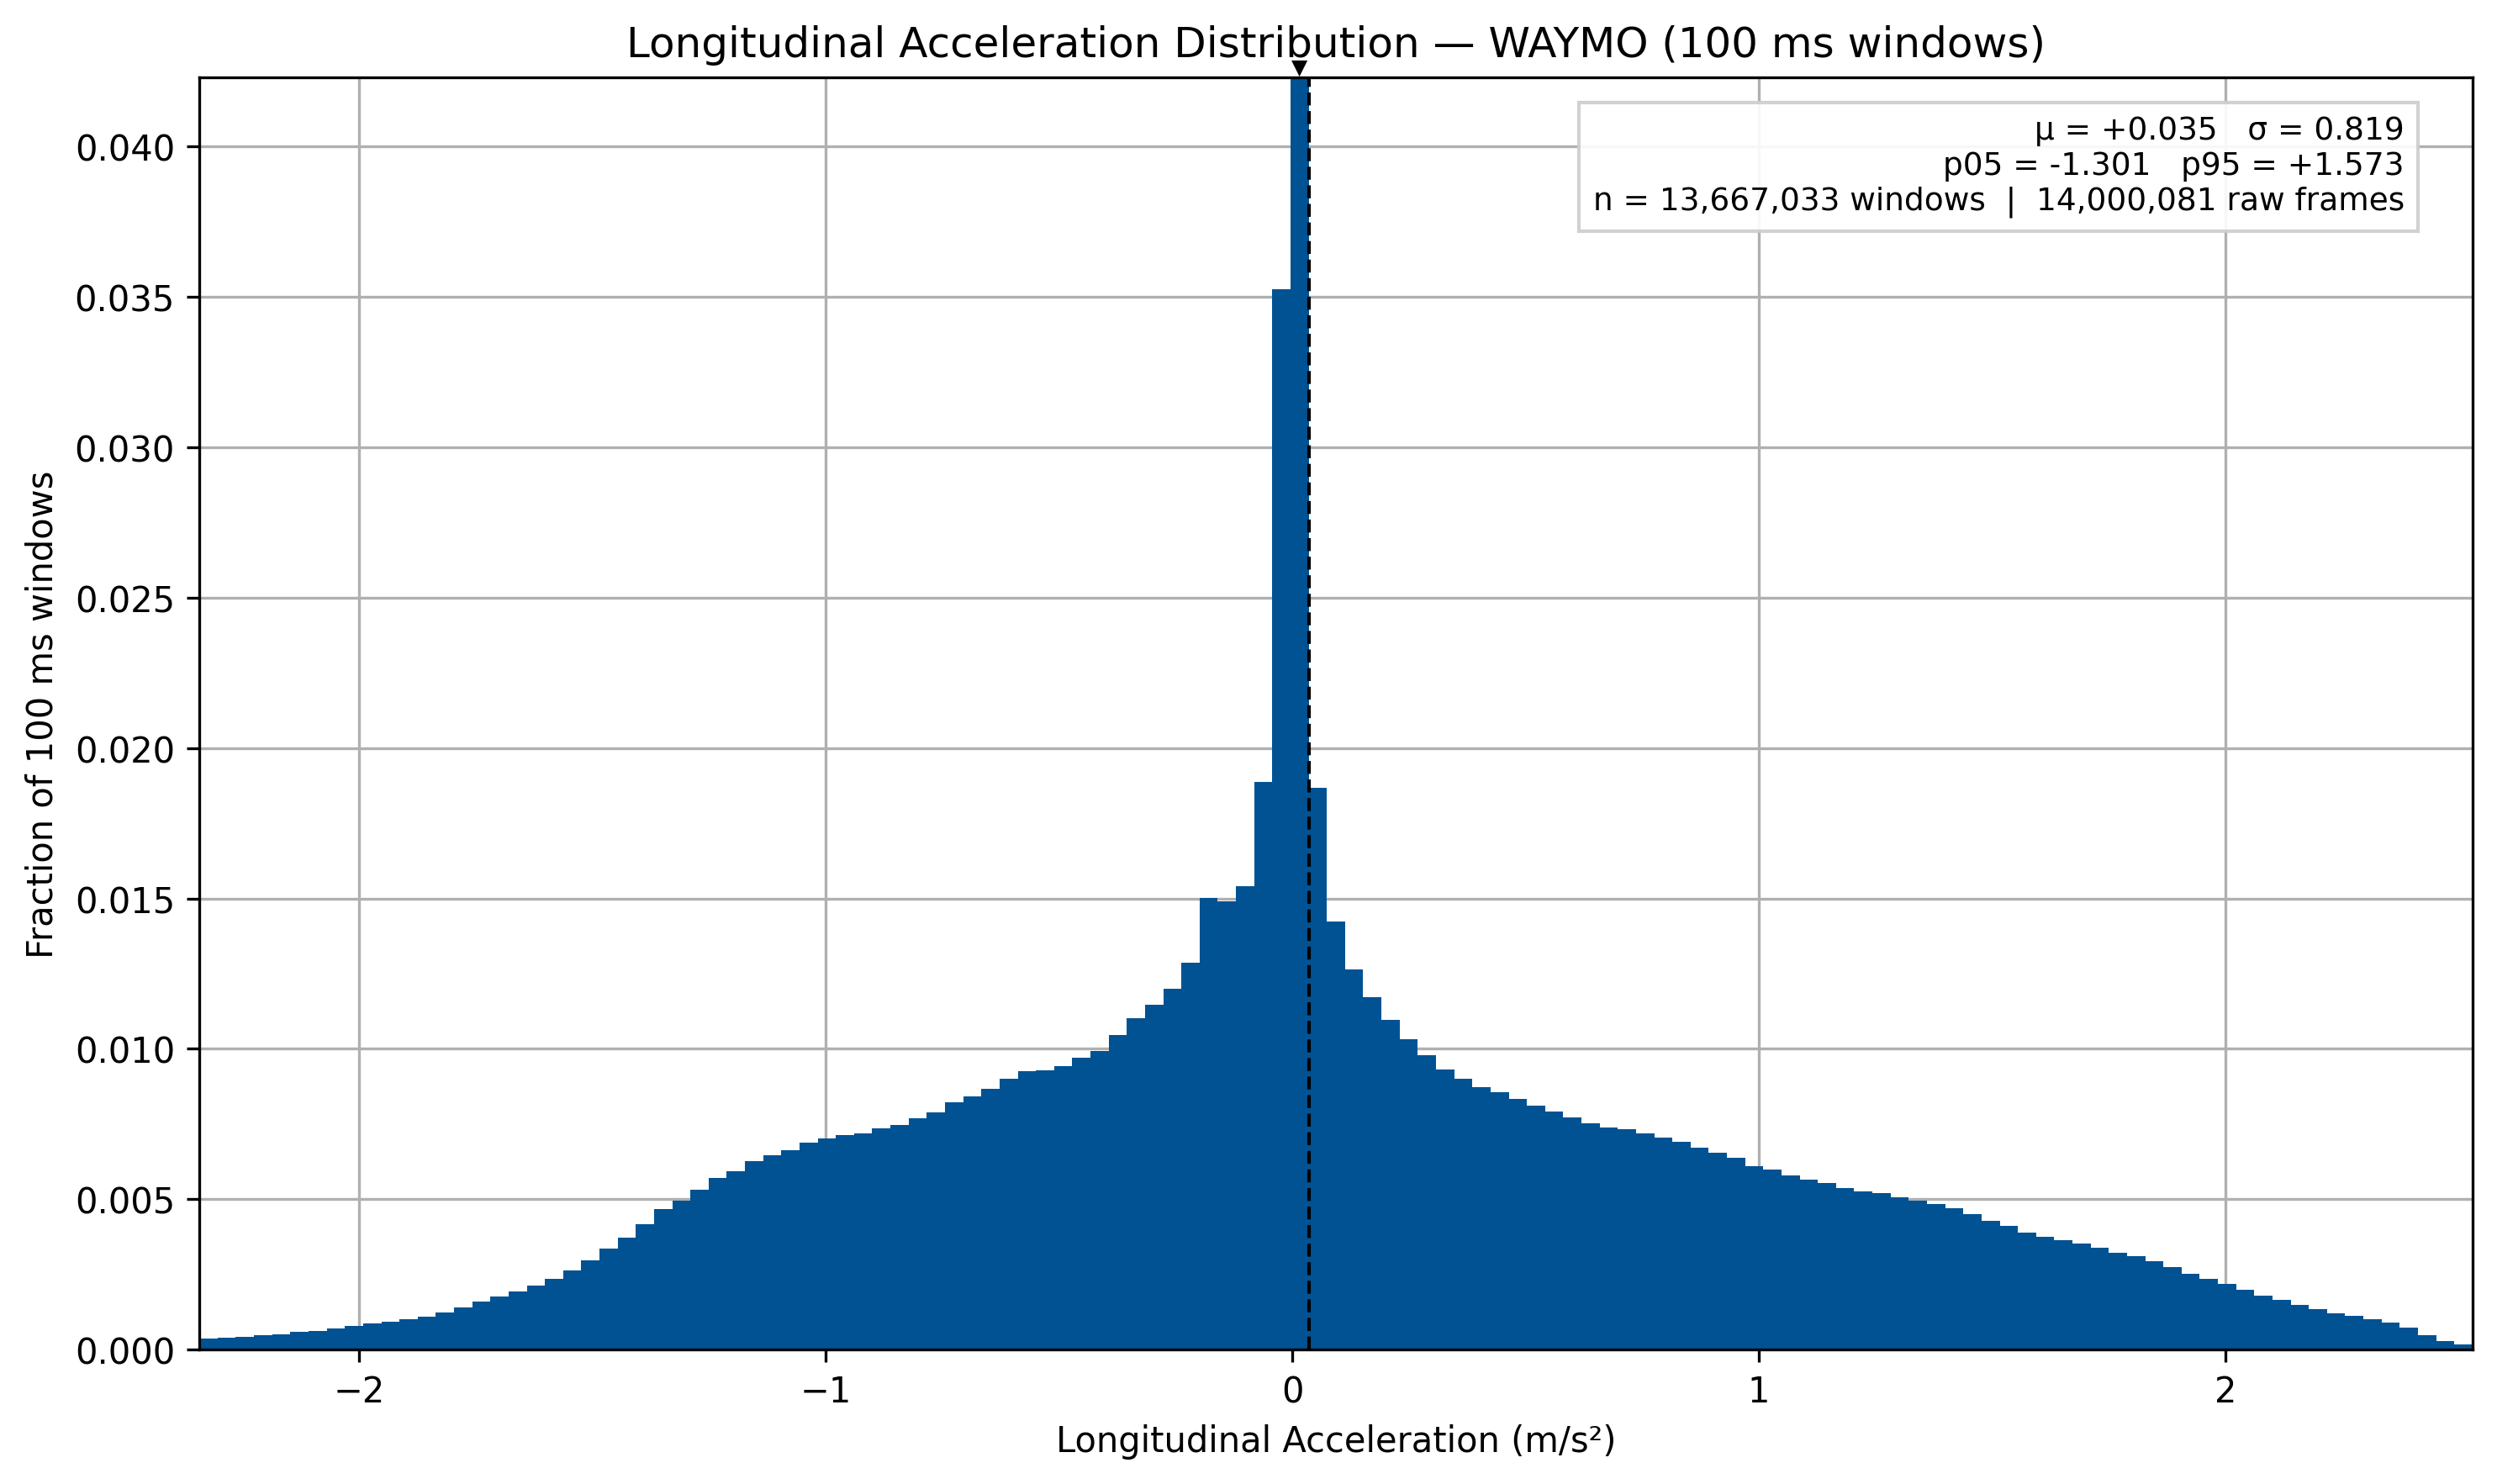 Longitudinal Acceleration Distribution — WAYMO (100 ms windows)
μ = +0.035   σ = 0.819
p05 = -1.301   p95 = +1.573
n = 13,667,033 windows  |  14,000,081 raw frames
Fraction of 100 ms windows
0.040
0.035
0.030
0.025
0.020
0.015
0.010
0.005
0.000
−2
−1
0
1
2
Longitudinal Acceleration (m/s²)